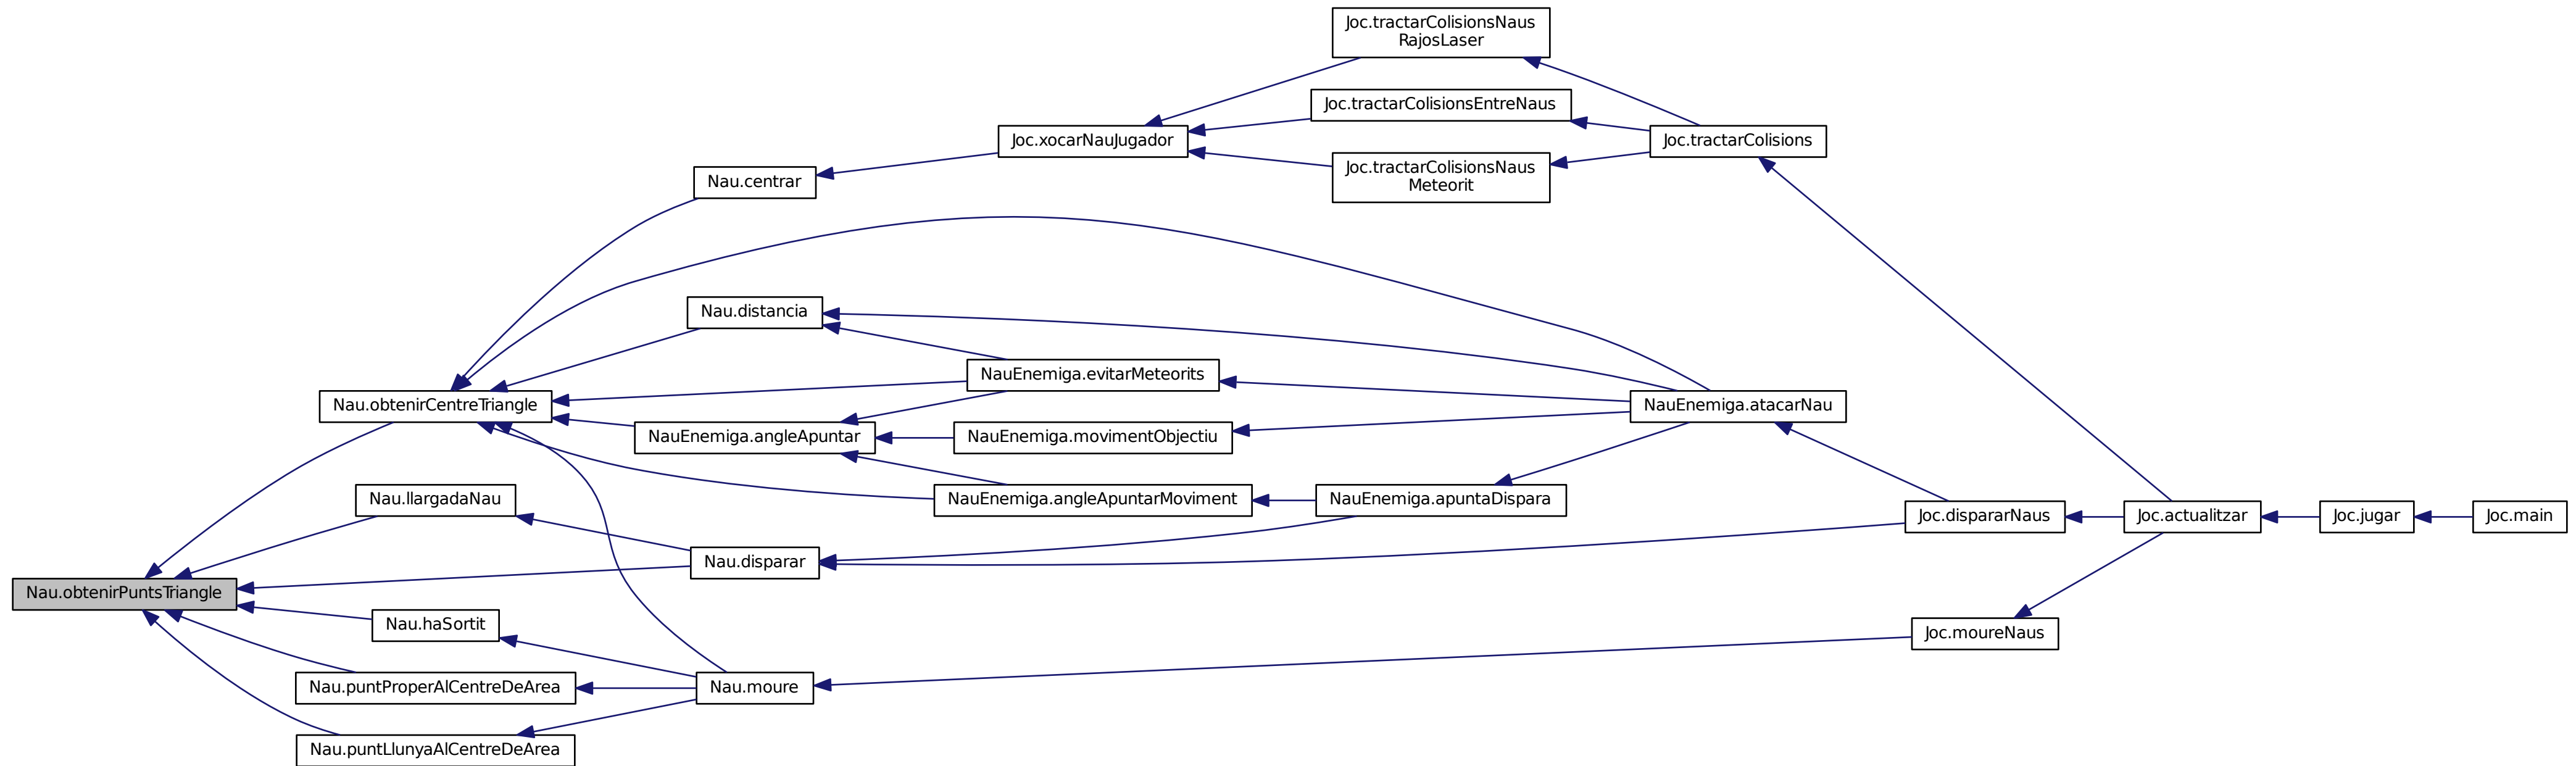 Joc.tractarColisionsNaus
RajosLaser
Joc.tractarColisionsEntreNaus
Joc.xocarNauJugador
Joc.tractarColisions
Joc.tractarColisionsNaus
Meteorit
Nau.centrar
Nau.distancia
NauEnemiga.evitarMeteorits
Nau.obtenirCentreTriangle
NauEnemiga.atacarNau
NauEnemiga.angleApuntar
NauEnemiga.movimentObjectiu
Nau.llargadaNau
NauEnemiga.angleApuntarMoviment
NauEnemiga.apuntaDispara
Joc.dispararNaus
Joc.actualitzar
Joc.jugar
Joc.main
Nau.disparar
Nau.obtenirPuntsTriangle
Nau.haSortit
Joc.moureNaus
Nau.puntProperAlCentreDeArea
Nau.moure
Nau.puntLlunyaAlCentreDeArea